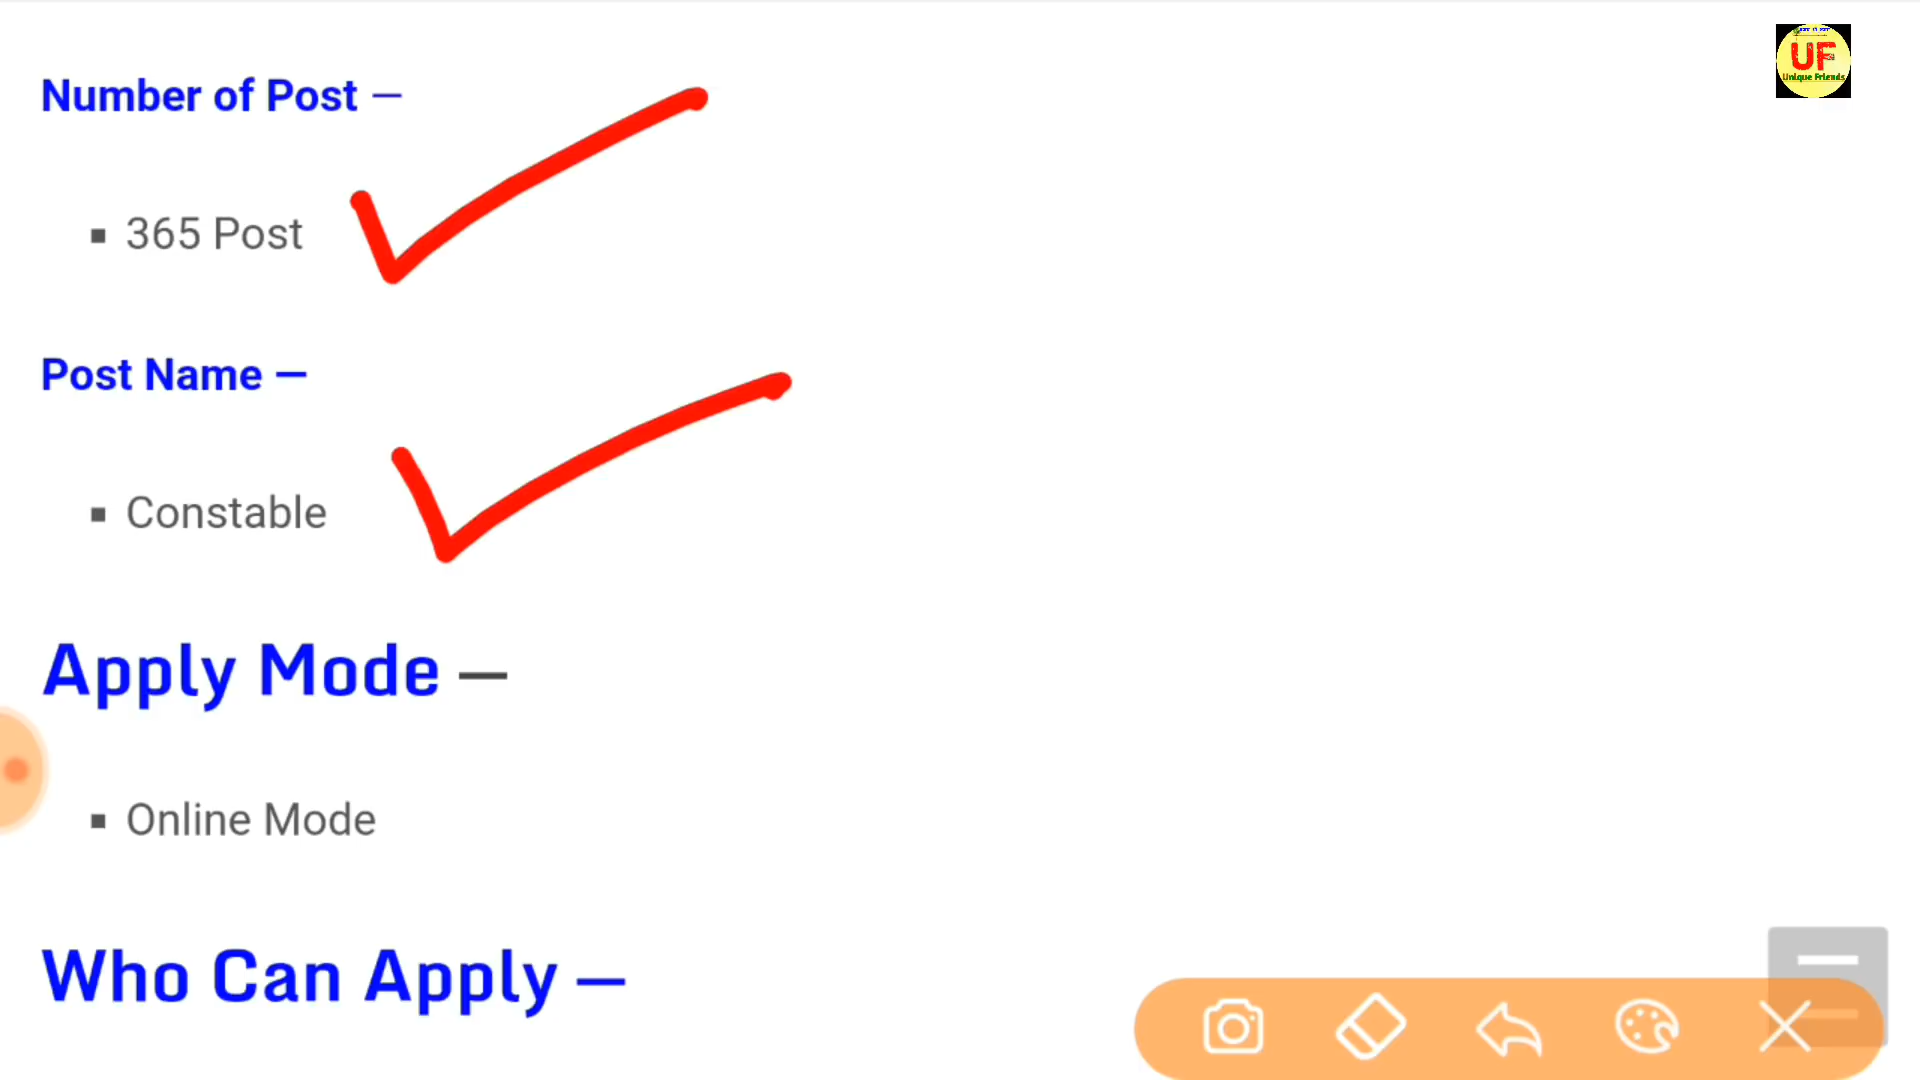 Number of Post —
365 Post
Post Name —
Constable
Apply Mode —
Online Mode
Who Can Apply —
UF
Unique Friends